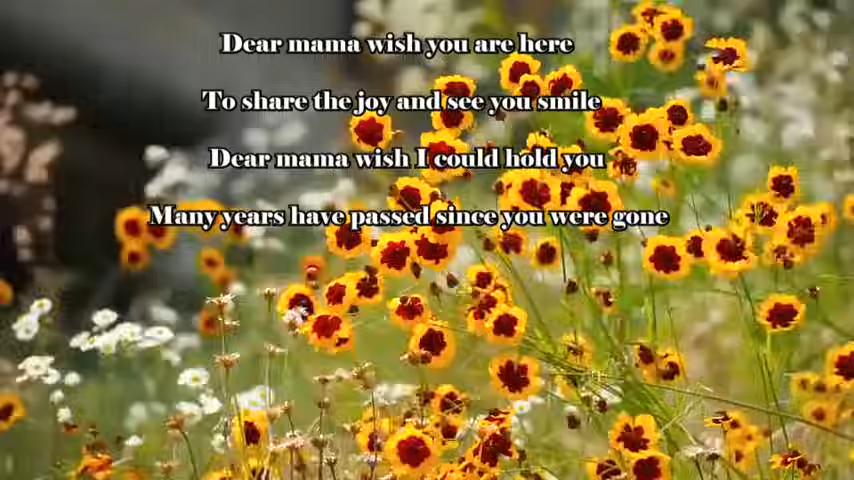 Dear mama wish you are here
To share the joy and see you smile
Dear mama wish I could hold you
Many years have passed since you were gone